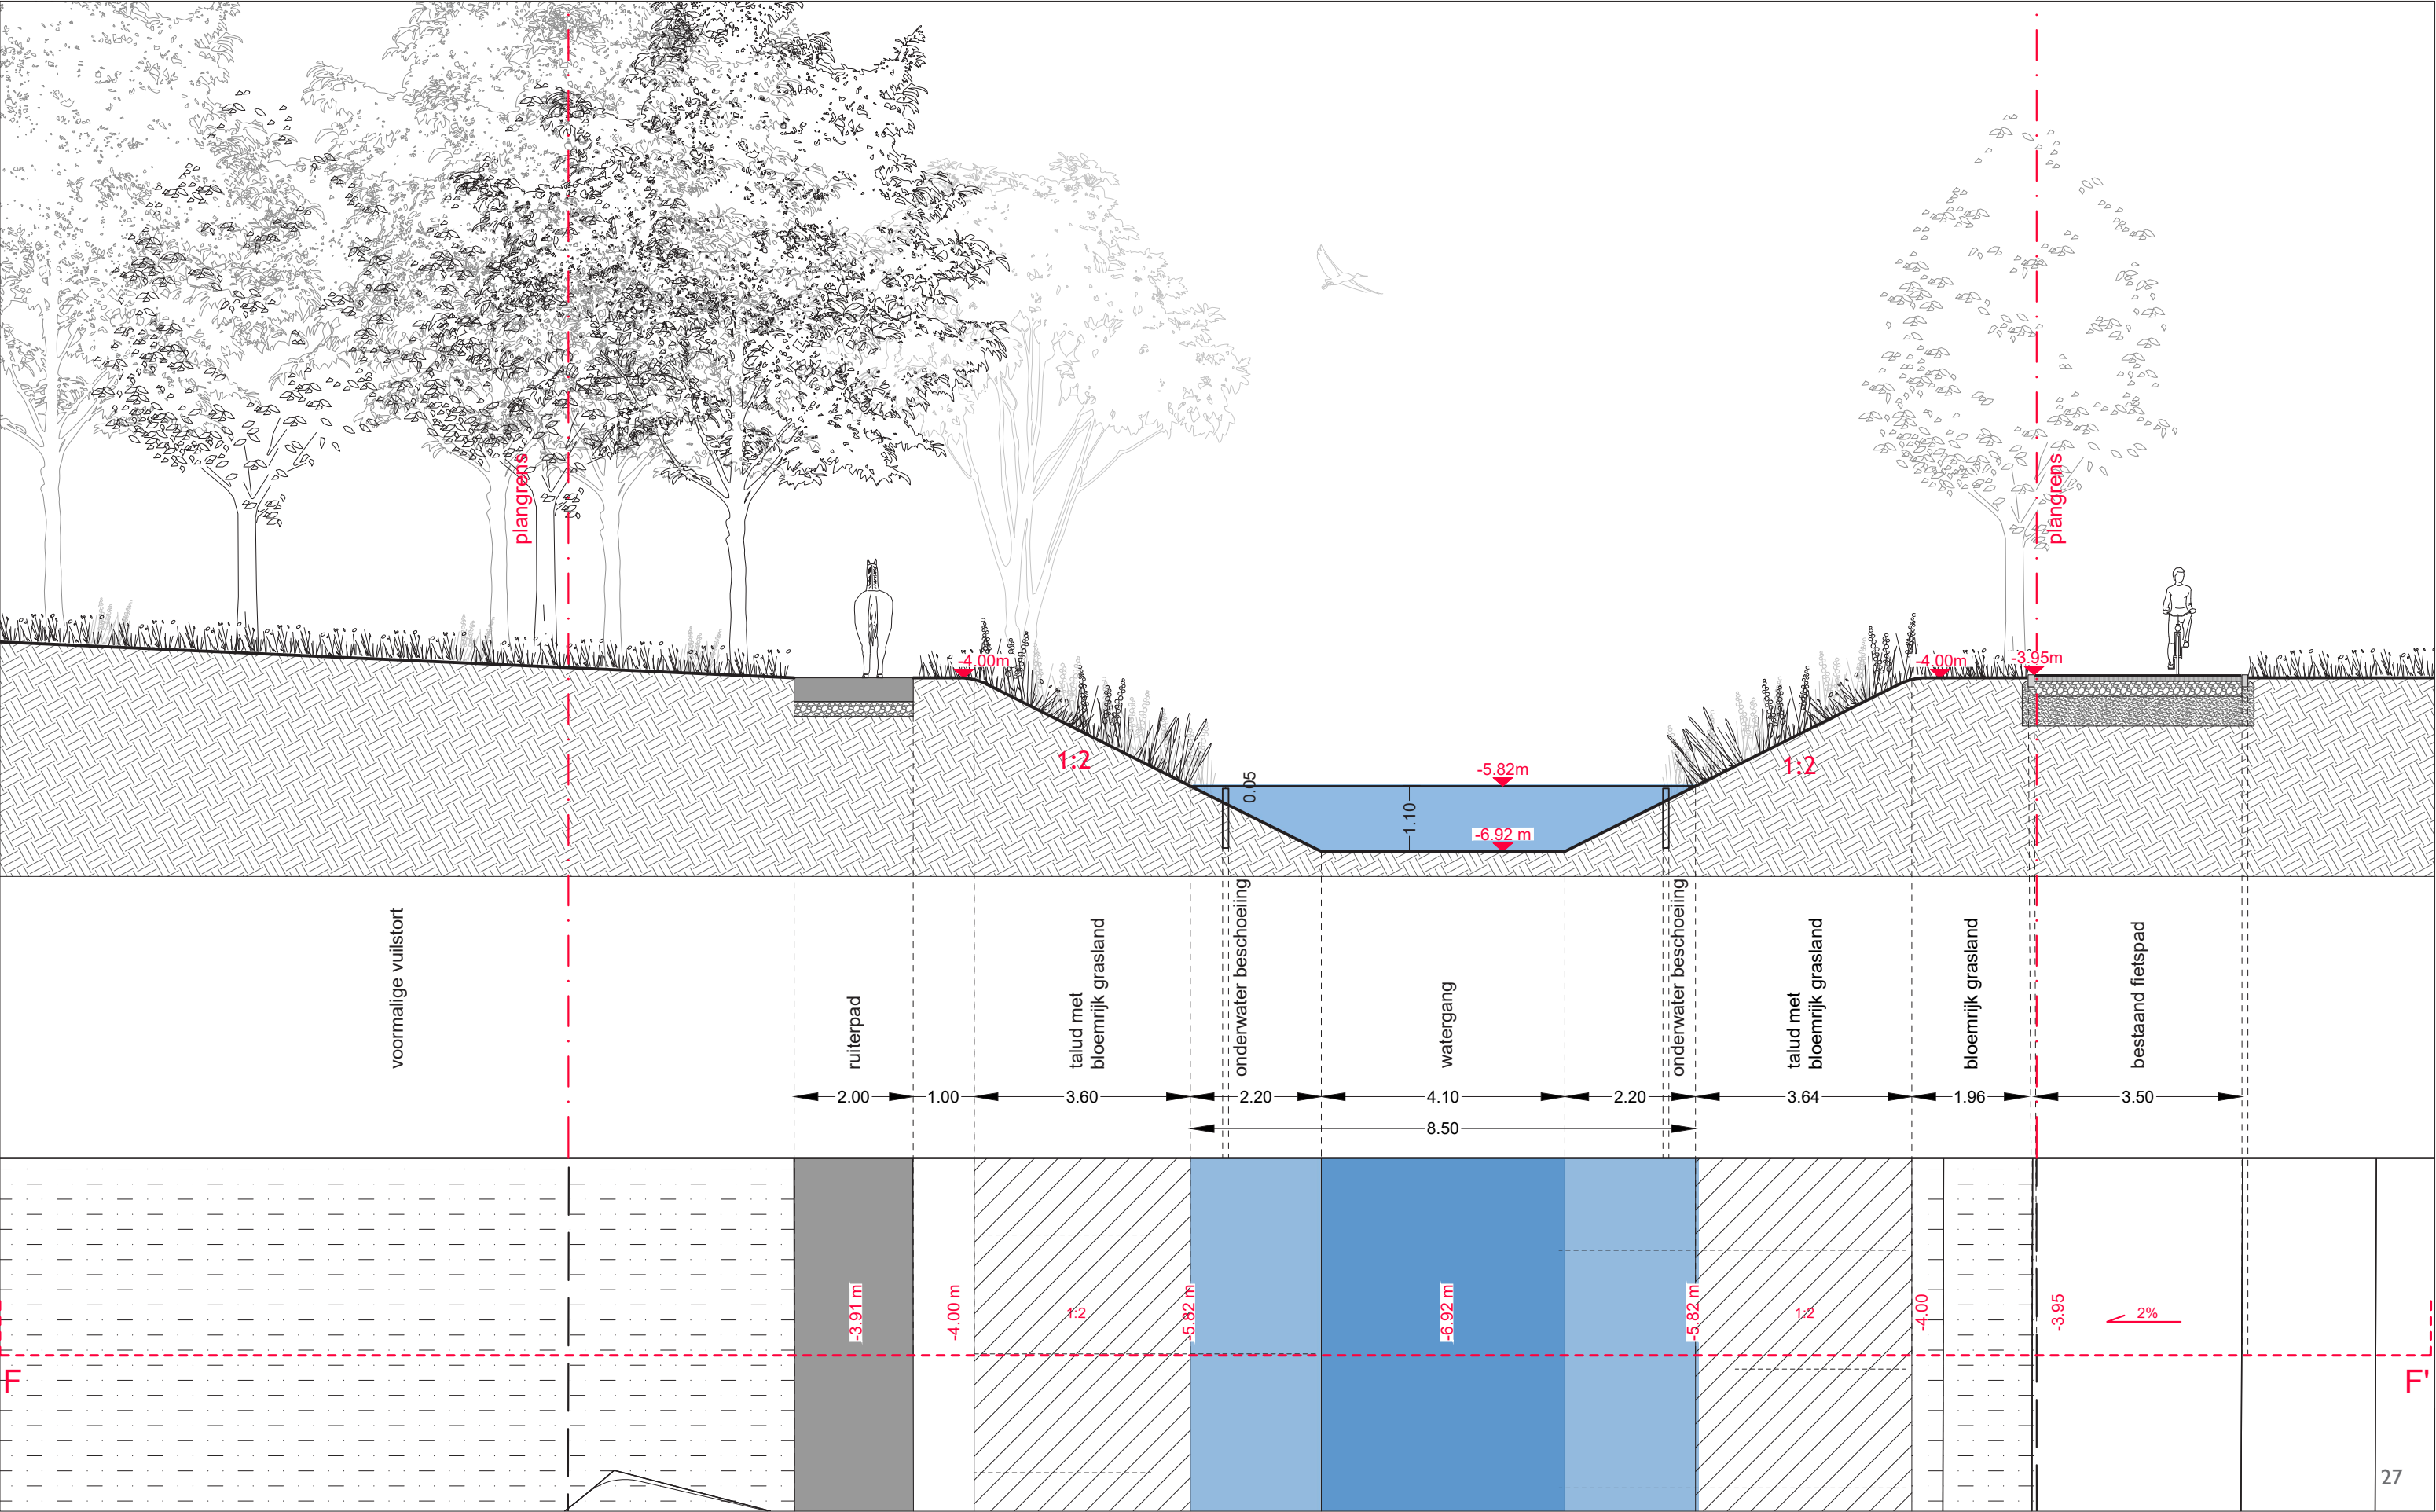 plangrens
plangrens
-4.00m
-4.00m
-3.95m
1:2
1:2
0.05
-5.82m
1.10
-6.92 m
voormalige vuilstort
ruiterpad
talud met
bloemrijk grasland
onderwater beschoeiing
watergang
onderwater beschoeiing
talud met
bloemrijk grasland
bloemrijk grasland
bestaand fietspad
2.00
1.00
3.60
2.20
4.10
2.20
3.64
1.96
3.50
8.50
-3.91 m
-4.00 m
1:2
-5.82 m
-6.92 m
-5.82 m
1:2
-4.00
-3.95
2%
F
F'
27